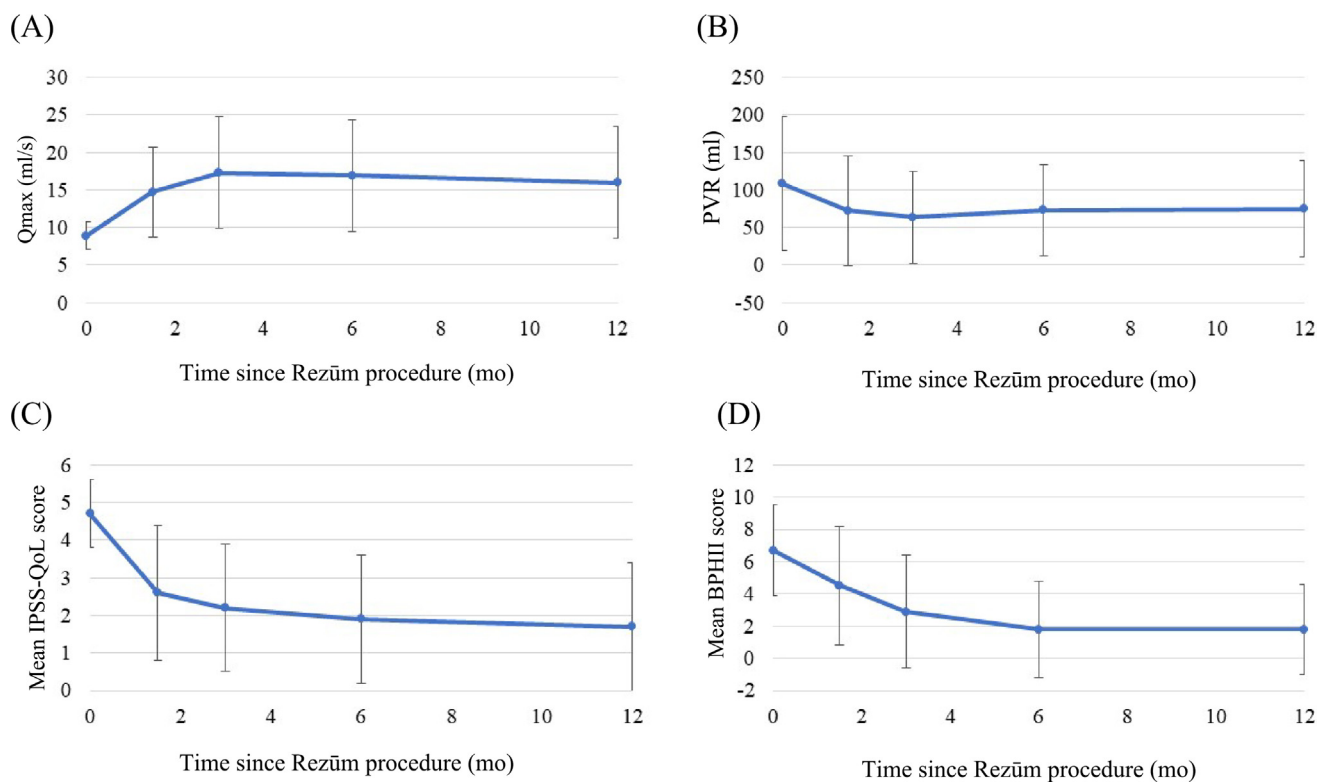 (A)
Qmax (ml/s)
30
25
20
15
10
5
0
0 2 4 6 8 10 12
Time since Rezūm procedure (mo)
(B)
PVR (ml)
250
200
150
100
50
0
-50
0 2 4 6 8 10 12
Time since Rezūm procedure (mo)
(C)
Mean IPSS-QoL score
6
5
4
3
2
1
0
0 2 4 6 8 10 12
Time since Rezūm procedure (mo)
(D)
Mean BPHII score
12
10
8
6
4
2
0
-2
0 2 4 6 8 10 12
Time since Rezūm procedure (mo)